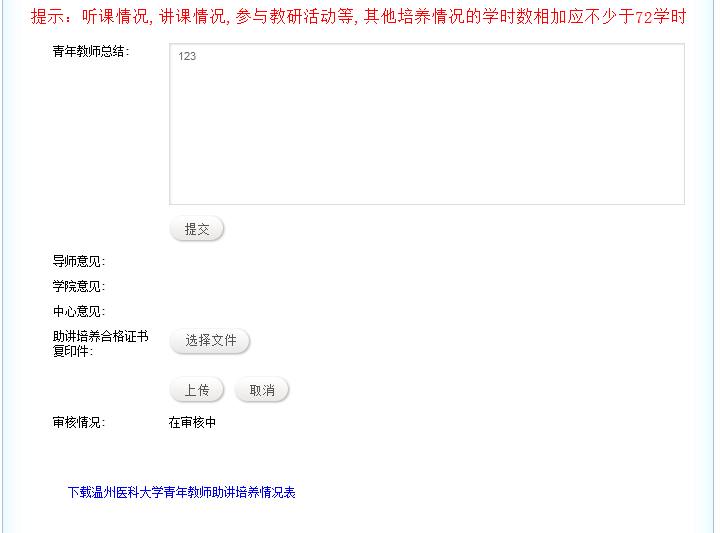 提示：听课情况,讲课情况,参与教研活动等,其他培养情况的学时数相加应不少于72学时
青年教师总结：
123
提交
导师意见：
学院意见：
中心意见：
助讲培养合格证书
复印件：
选择文件
上传 取消
审核情况： 在审核中
下载温州医科大学青年教师助讲培养情况表